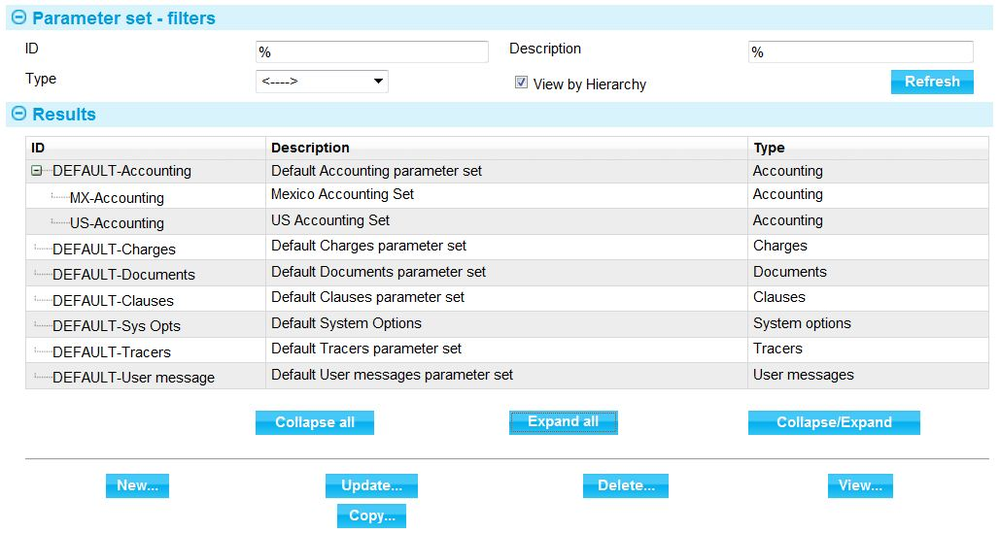 Parameter set - filters
ID % Description %
Type <----> View by Hierarchy Refresh
Results
ID Description Type
DEFAULT-Accounting Default Accounting parameter set Accounting
MX-Accounting Mexico Accounting Set Accounting
US-Accounting US Accounting Set Accounting
DEFAULT-Charges Default Charges parameter set Charges
DEFAULT-Documents Default Documents parameter set Documents
DEFAULT-Clauses Default Clauses parameter set Clauses
DEFAULT-Sys Opts Default System Options System options
DEFAULT-Tracers Default Tracers parameter set Tracers
DEFAULT-User message Default User messages parameter set User messages
Collapse all Expand all Collapse/Expand
New... Update... Delete... View...
Copy...